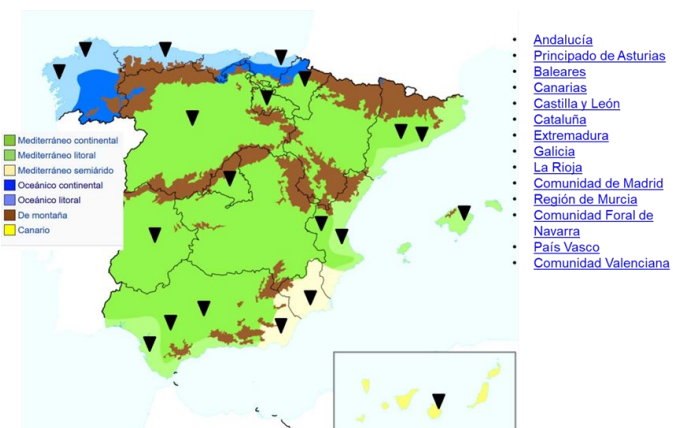 Mediterráneo continental
Mediterráneo litoral
Mediterráneo semiárido
Oceánico continental
Oceánico litoral
De montaña
Canario
• Andalucía
• Principado de Asturias
• Baleares
• Canarias
• Castilla y León
• Cataluña
• Extremadura
• Galicia
• La Rioja
• Comunidad de Madrid
• Región de Murcia
• Comunidad Foral de
Navarra
• País Vasco
• Comunidad Valenciana